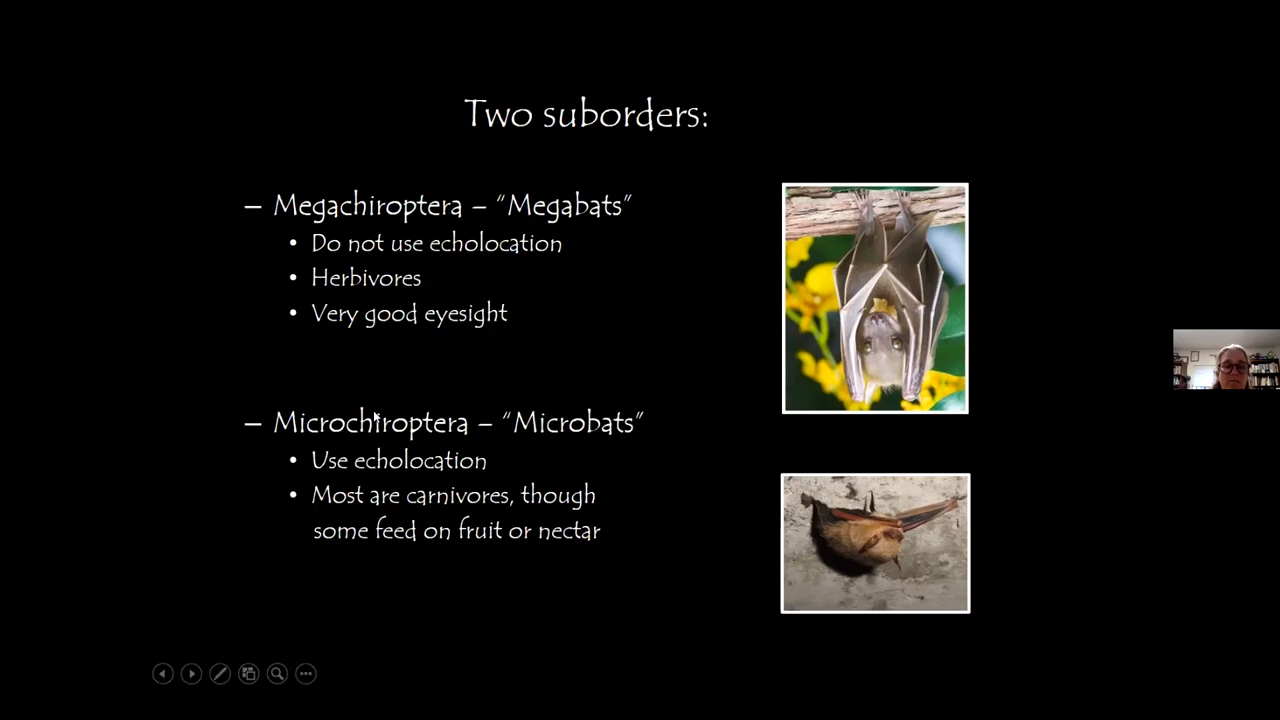 Two suborders:
– Megachiroptera – “Megabats”
• Do not use echolocation
• Herbivores
• Very good eyesight
– Microchiroptera – “Microbats”
• Use echolocation
• Most are carnivores, though
some feed on fruit or nectar